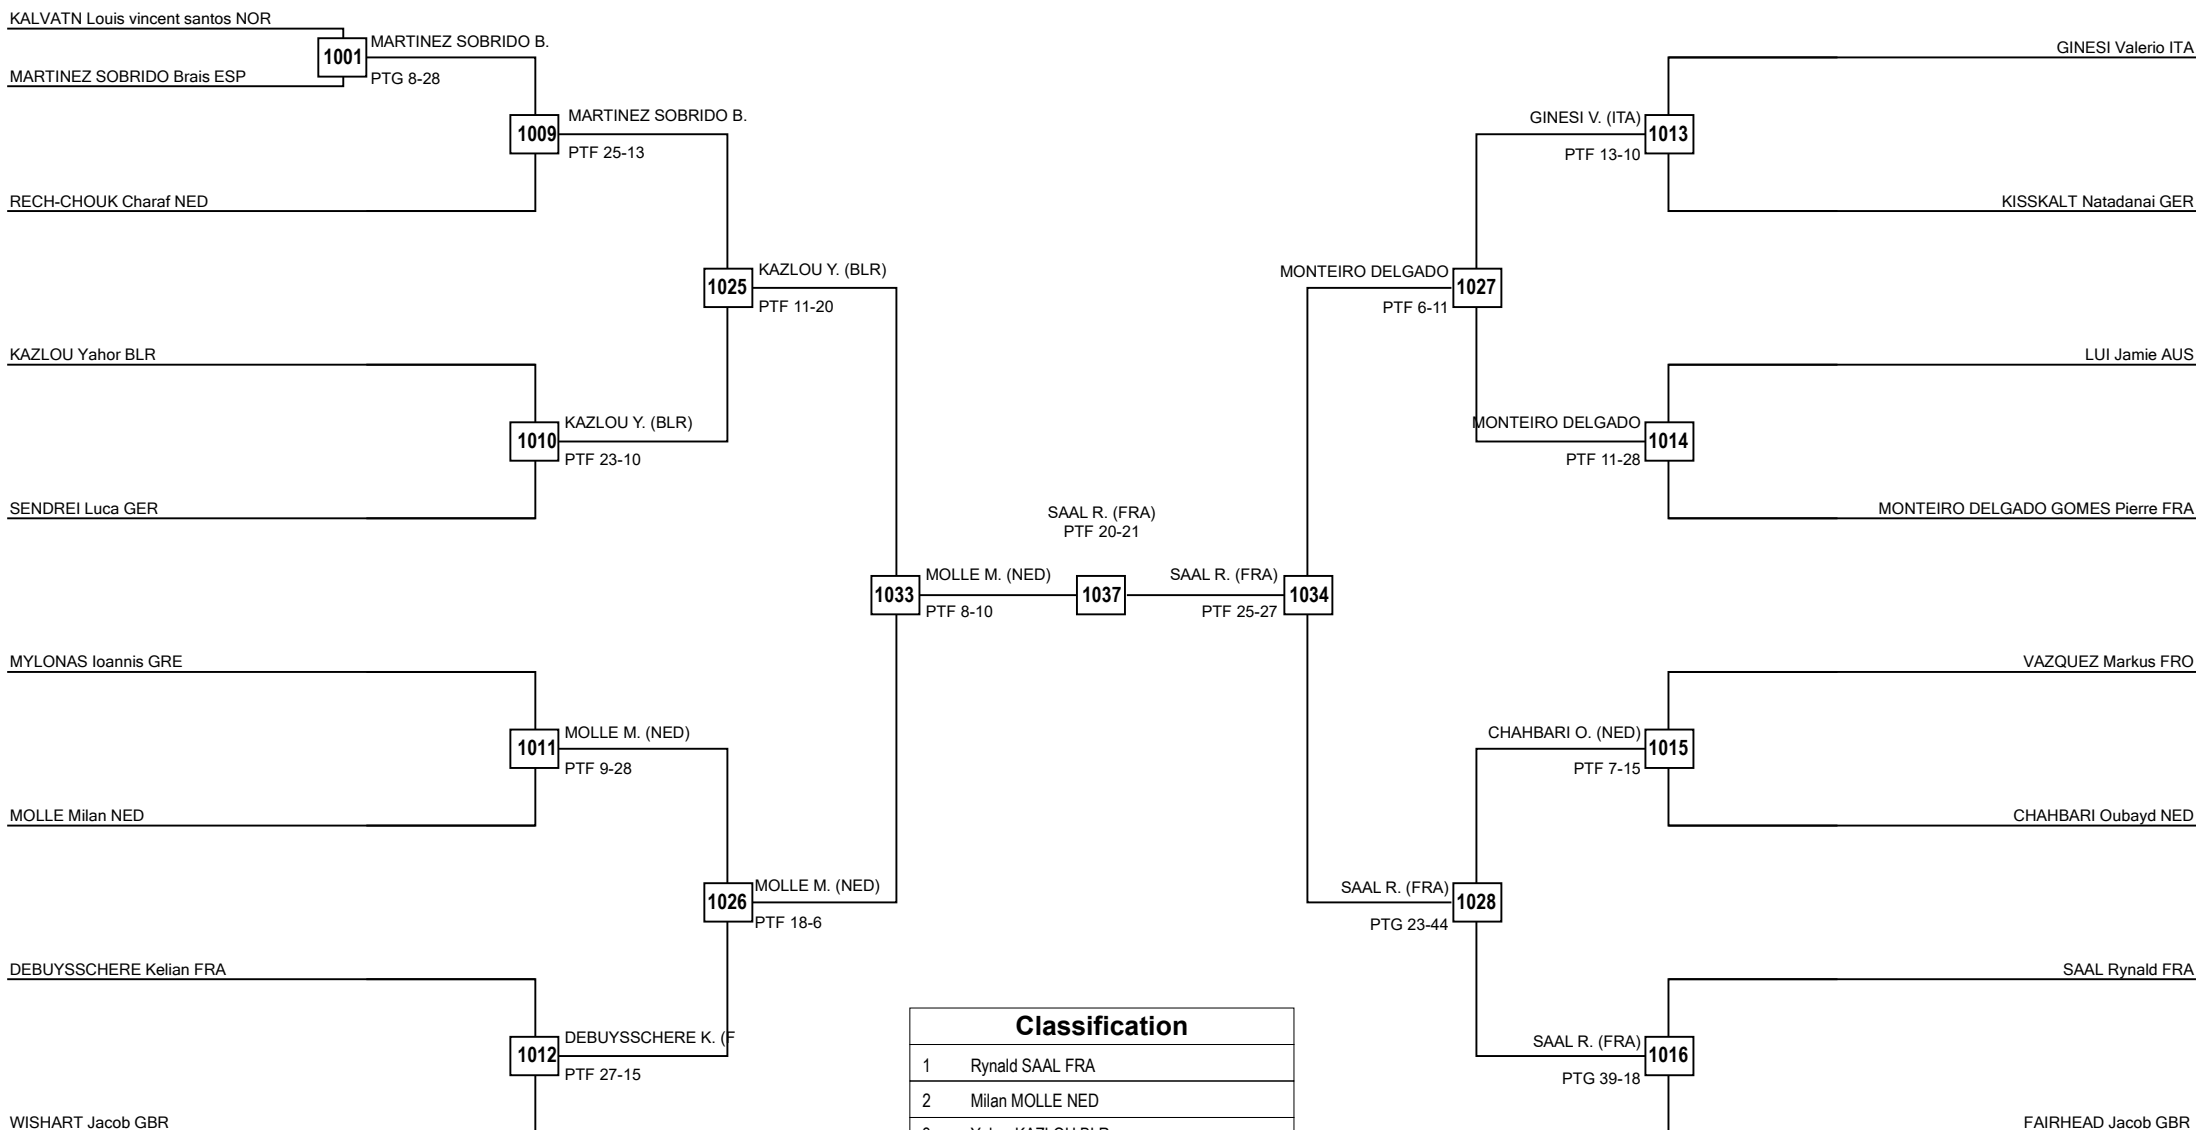 KALVATN Louis vincent santos NOR
1001
MARTINEZ SOBRIDO B.
PTG 8-28
MARTINEZ SOBRIDO Brais ESP
1009
MARTINEZ SOBRIDO B.
PTF 25-13
RECH-CHOUK Charaf NED
1025
KAZLOU Y. (BLR)
PTF 11-20
KAZLOU Yahor BLR
1010
KAZLOU Y. (BLR)
PTF 23-10
SENDREI Luca GER
1033
MOLLE M. (NED)
PTF 8-10
MYLONAS Ioannis GRE
1011
MOLLE M. (NED)
PTF 9-28
MOLLE Milan NED
1026
MOLLE M. (NED)
PTF 18-6
DEBUYSSCHERE Kelian FRA
1012
DEBUYSSCHERE K. (F
PTF 27-15
WISHART Jacob GBR
SAAL R. (FRA)
PTF 20-21
1037
GINESI Valerio ITA
GINESI V. (ITA)
1013
PTF 13-10
KISSKALT Natadanai GER
MONTEIRO DELGADO
1027
PTF 6-11
LUI Jamie AUS
MONTEIRO DELGADO
1014
PTF 11-28
MONTEIRO DELGADO GOMES Pierre FRA
SAAL R. (FRA)
1034
PTF 25-27
VAZQUEZ Markus FRO
CHAHBARI O. (NED)
1015
PTF 7-15
CHAHBARI Oubayd NED
SAAL R. (FRA)
1028
PTG 23-44
SAAL Rynald FRA
SAAL R. (FRA)
1016
PTG 39-18
FAIRHEAD Jacob GBR
Classification
1 Rynald SAAL FRA
2 Milan MOLLE NED